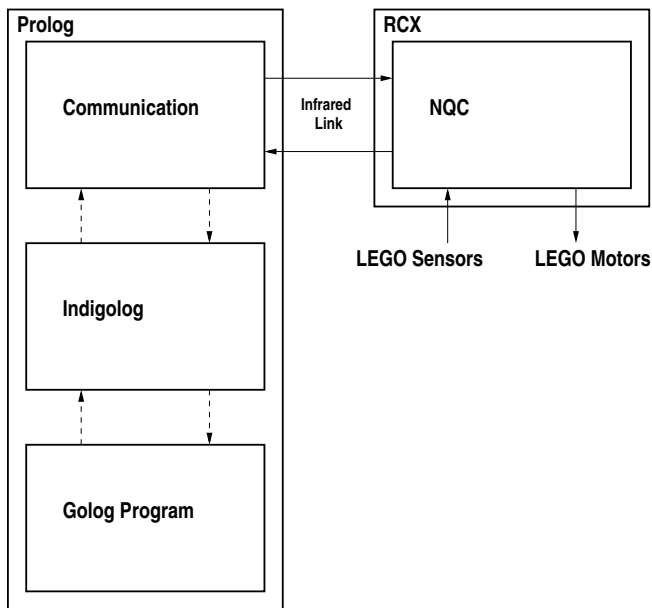 Prolog
Communication
Indigolog
Golog Program
Infrared
Link
RCX
NQC
LEGO Sensors
LEGO Motors